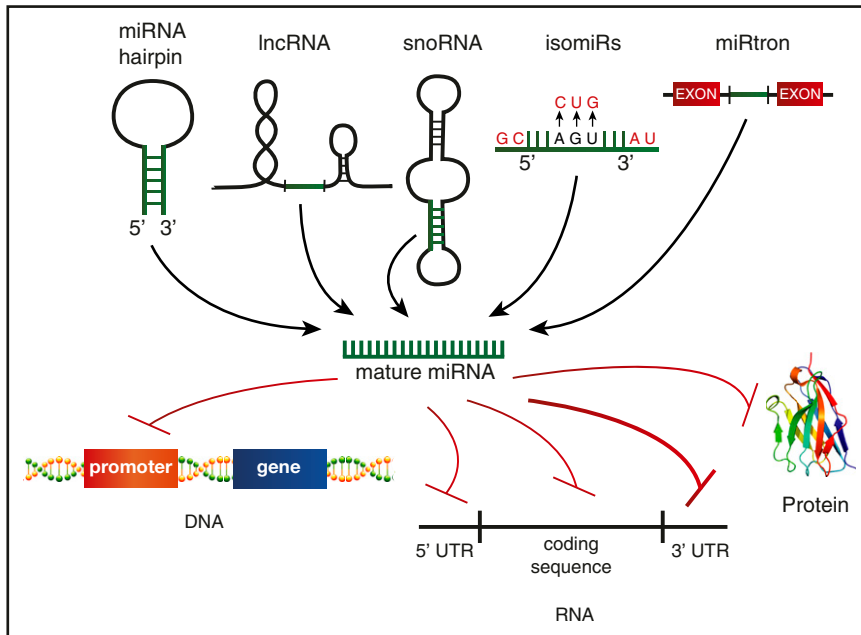 miRNA
hairpin
lncRNA
snoRNA
isomiRs
miRtron
C U G
G C A G U A U
5’ 3’
EXON EXON
5’ 3’
mature miRNA
promoter gene
DNA
Protein
5’ UTR
coding
sequence
3’ UTR
RNA